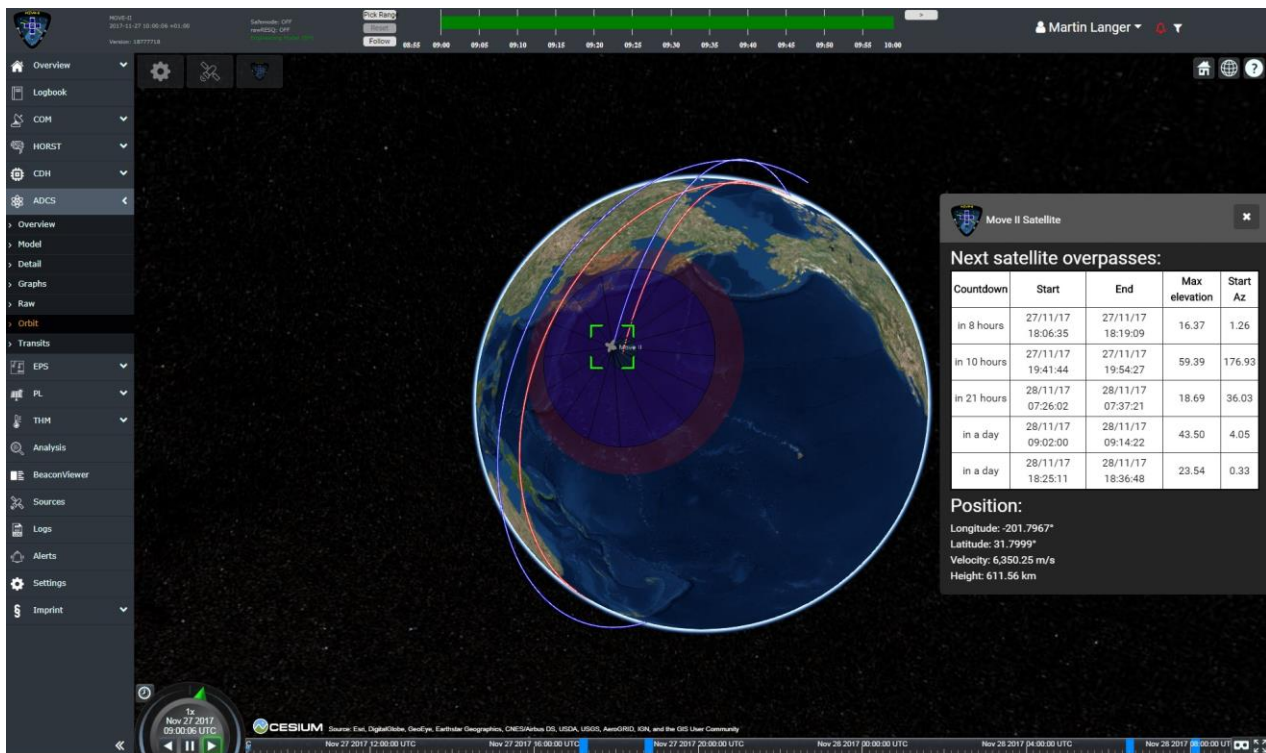 MOVE-II
2017-11-27 10:00:06 +01:00
Version: 18777718
Safemode: OFF
newRESQ: OFF
Pick Rang
Reset
Follow
08:55 09:00 09:05 09:10 09:15 09:20 09:25 09:30 09:35 09:40 09:45 09:50 09:55 10:00
>
Martin Langer
Overview
Logbook
COM
HORST
CDH
ADCS
Overview
Model
Detail
Graphs
Raw
Orbit
Transits
EPS
PL
THM
Analysis
BeaconViewer
Sources
Logs
Alerts
Settings
§ Imprint
«
?
Move II
Move II Satellite
Next satellite overpasses:
Countdown Start End Max elevation Start Az
in 8 hours 27/11/17 18:06:35 27/11/17 18:19:09 16.37 1.26
in 10 hours 27/11/17 19:41:44 27/11/17 19:54:27 59.39 176.93
in 21 hours 28/11/17 07:26:02 28/11/17 07:37:21 18.69 36.03
in a day 28/11/17 09:02:00 28/11/17 09:14:22 43.50 4.05
in a day 28/11/17 18:25:11 28/11/17 18:36:48 23.54 0.33
Position:
Longitude: -201.7967°
Latitude: 31.7999°
Velocity: 6,350.25 m/s
Height: 611.56 km
1x
Nov 27 2017
09:00:06 UTC
CESIUM Source: Esri, DigitalGlobe, GeoEye, Earthstar Geographics, CNES/Airbus DS, USDA, USGS, AeroGRID, IGN, and the GIS User Community
Nov 27 2017 12:00:00 UTC Nov 27 2017 16:00:00 UTC Nov 27 2017 20:00:00 UTC Nov 28 2017 00:00:00 UTC Nov 28 2017 04:00:00 UTC Nov 28 2017 08:00:00 UT